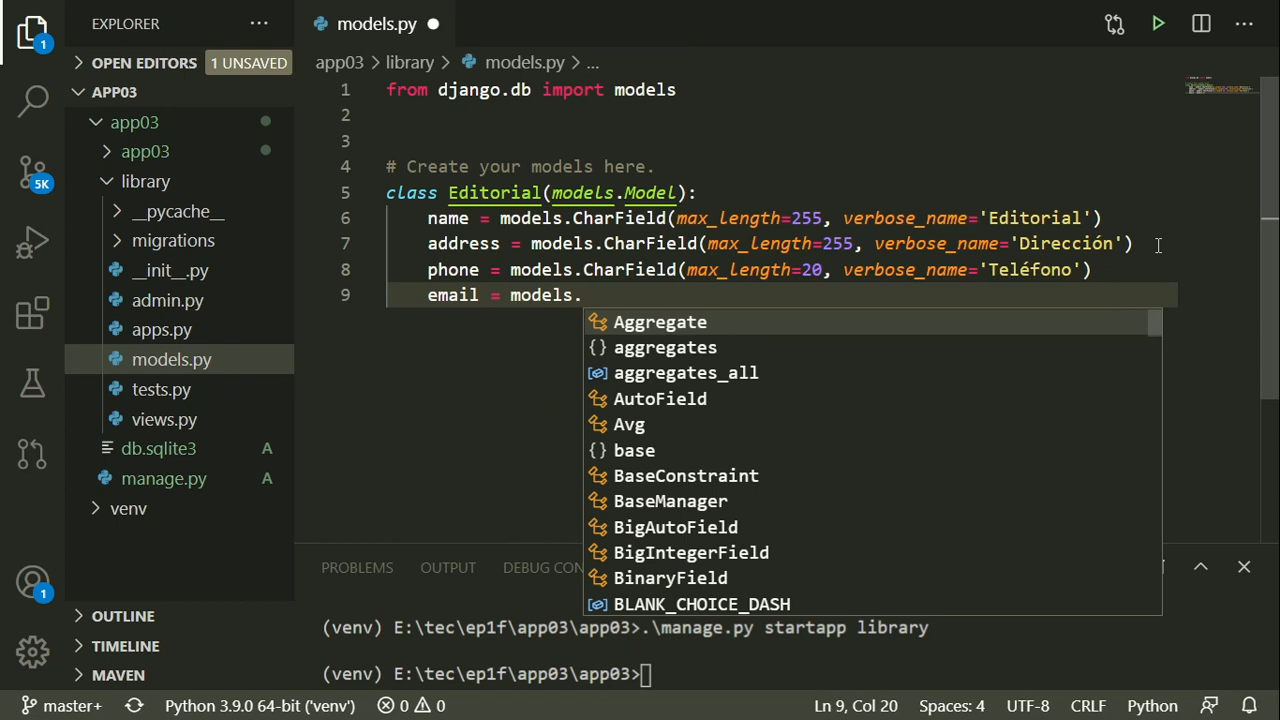 EXPLORER
models.py
OPEN EDITORS 1 UNSAVED
app03 > library > models.py > ...
APP03
app03
app03
library
__pycache__
migrations
__init__.py
admin.py
apps.py
models.py
tests.py
views.py
db.sqlite3 A
manage.py A
venv
OUTLINE
TIMELINE
MAVEN
1
5K
1
1 from django.db import models
2
3
4 # Create your models here.
5 class Editorial(models.Model):
6 name = models.CharField(max_length=255, verbose_name='Editorial')
7 address = models.CharField(max_length=255, verbose_name='Dirección')
8 phone = models.CharField(max_length=20, verbose_name='Teléfono')
9 email = models.
Aggregate
{} aggregates
aggregates_all
AutoField
Avg
{} base
BaseConstraint
BaseManager
BigAutoField
BigIntegerField
BinaryField
BLANK_CHOICE_DASH
PROBLEMS OUTPUT DEBUG CON
(venv) E:\tec\ep1f\app03\app03>.\manage.py startapp library
(venv) E:\tec\ep1f\app03\app03>
master+ Python 3.9.0 64-bit ('venv') 0 0 Ln 9, Col 20 Spaces: 4 UTF-8 CRLF Python